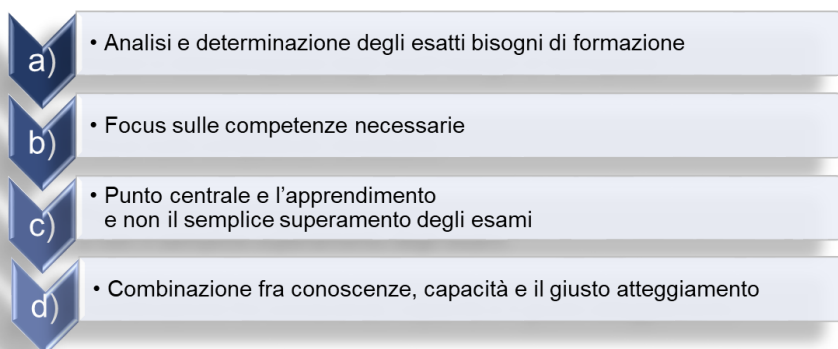 a)
• Analisi e determinazione degli esatti bisogni di formazione
b)
• Focus sulle competenze necessarie
c)
• Punto centrale e l’apprendimento
e non il semplice superamento degli esami
d)
• Combinazione fra conoscenze, capacità e il giusto atteggiamento